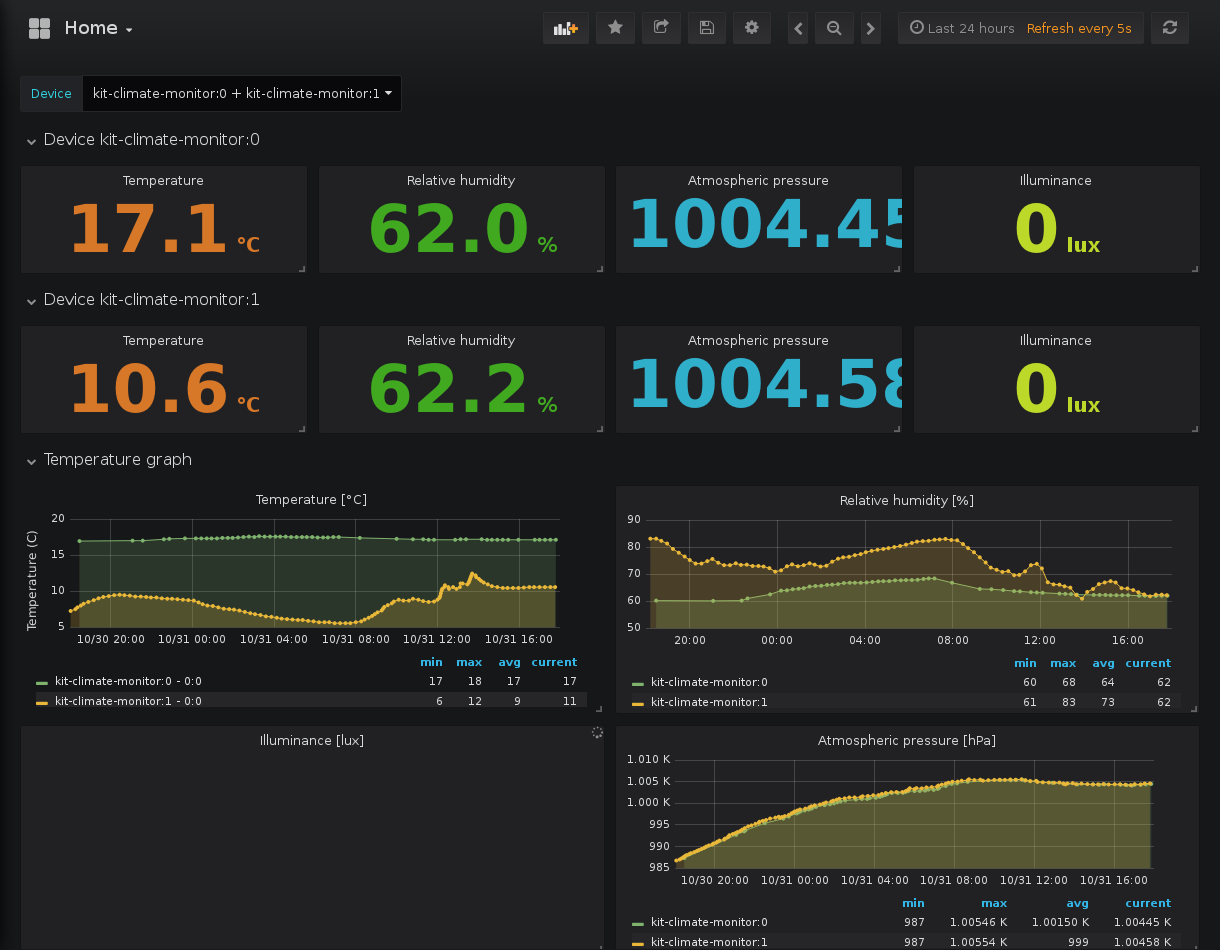 Home
Last 24 hours Refresh every 5s
Device kit-climate-monitor:0 + kit-climate-monitor:1
Device kit-climate-monitor:0
Temperature Relative humidity Atmospheric pressure Illuminance
17.1 °C 62.0 % 1004.45 0 lux
Device kit-climate-monitor:1
Temperature Relative humidity Atmospheric pressure Illuminance
10.6 °C 62.2 % 1004.58 0 lux
Temperature graph
Temperature [°C]
Temperature (C)
20
15
10
5
10/30 20:00 10/31 00:00 10/31 04:00 10/31 08:00 10/31 12:00 10/31 16:00
min max avg current
kit-climate-monitor:0 - 0:0 17 18 17 17
kit-climate-monitor:1 - 0:0 6 12 9 11
Relative humidity [%]
90
80
70
60
50
20:00 00:00 04:00 08:00 12:00 16:00
min max avg current
kit-climate-monitor:0 60 68 64 62
kit-climate-monitor:1 61 83 73 62
Illuminance [lux]
Atmospheric pressure [hPa]
1.010 K
1.005 K
1.000 K
995
990
985
10/30 20:00 10/31 00:00 10/31 04:00 10/31 08:00 10/31 12:00 10/31 16:00
min max avg current
kit-climate-monitor:0 987 1.00546 K 1.00150 K 1.00445 K
kit-climate-monitor:1 987 1.00554 K 999 1.00458 K